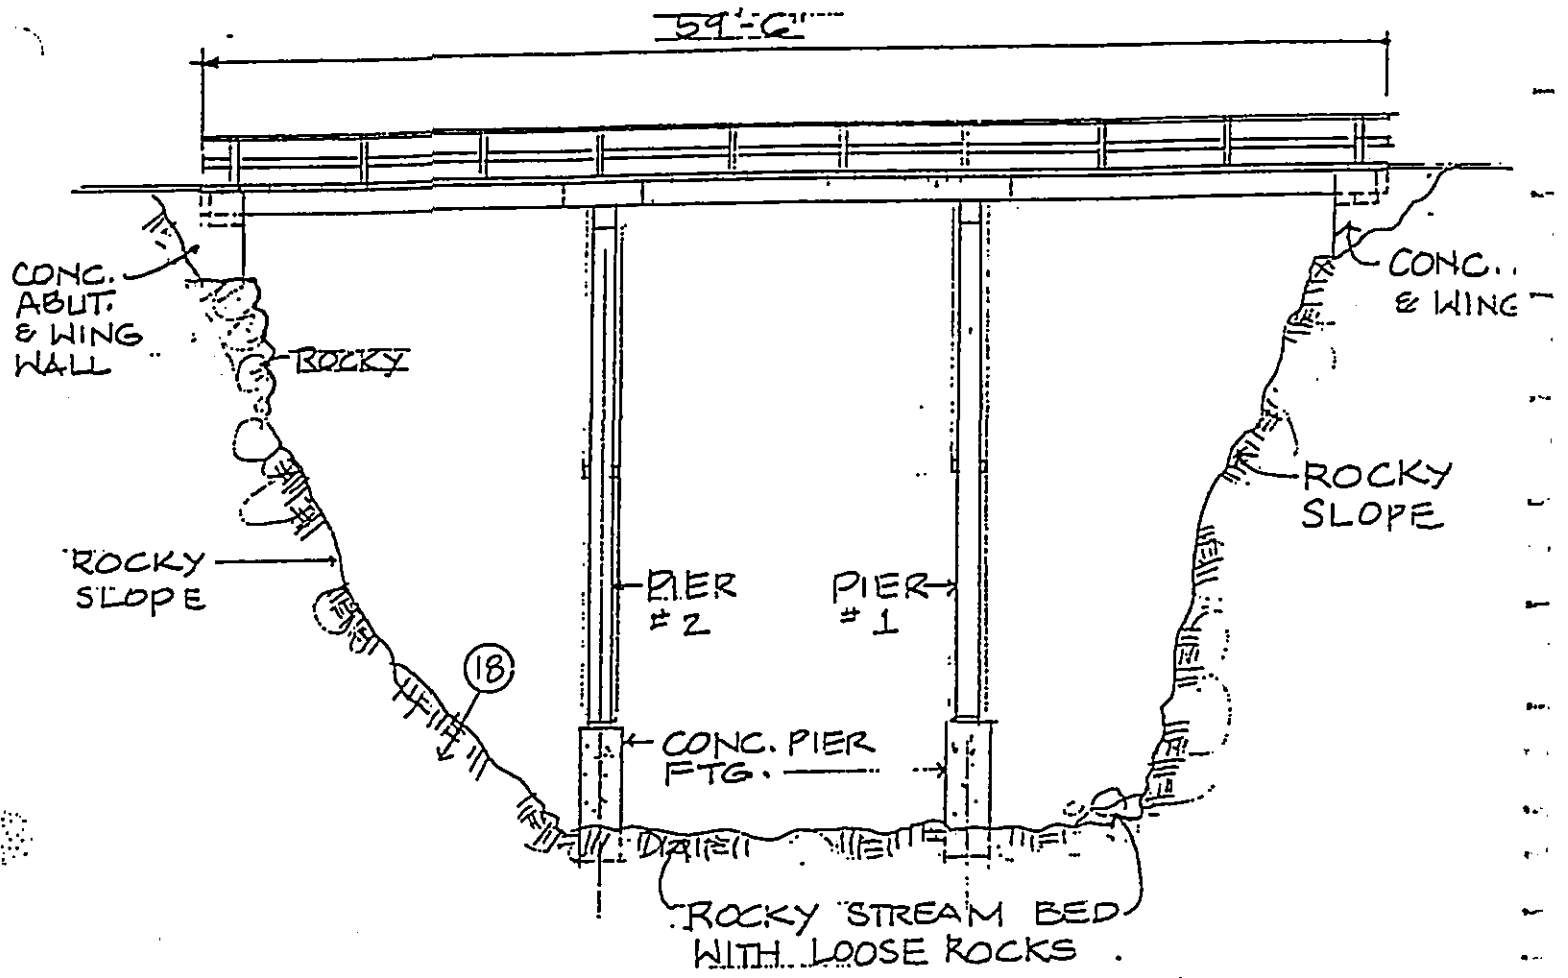 59'-6"
CONC.
ABUT.
& WING
WALL
ROCKY
CONC..
& WING
ROCKY
SLOPE
ROCKY
SLOPE
PIER
# 2
PIER
# 1
18
CONC. PIER
FTG.
ROCKY STREAM BED
WITH LOOSE ROCKS